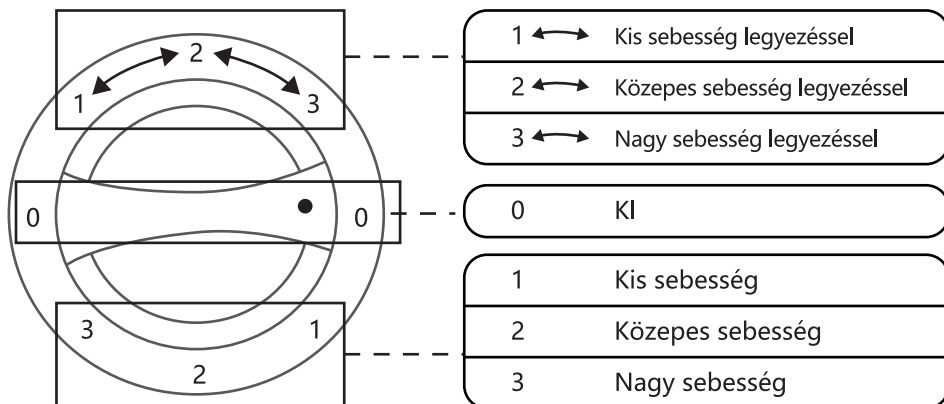 2
1 3
1 Kis sebesség legyezéssel
2 Közepes sebesség legyezéssel
3 Nagy sebesség legyezéssel
0 0
0 KI
3 1
2
1 Kis sebesség
2 Közepes sebesség
3 Nagy sebesség